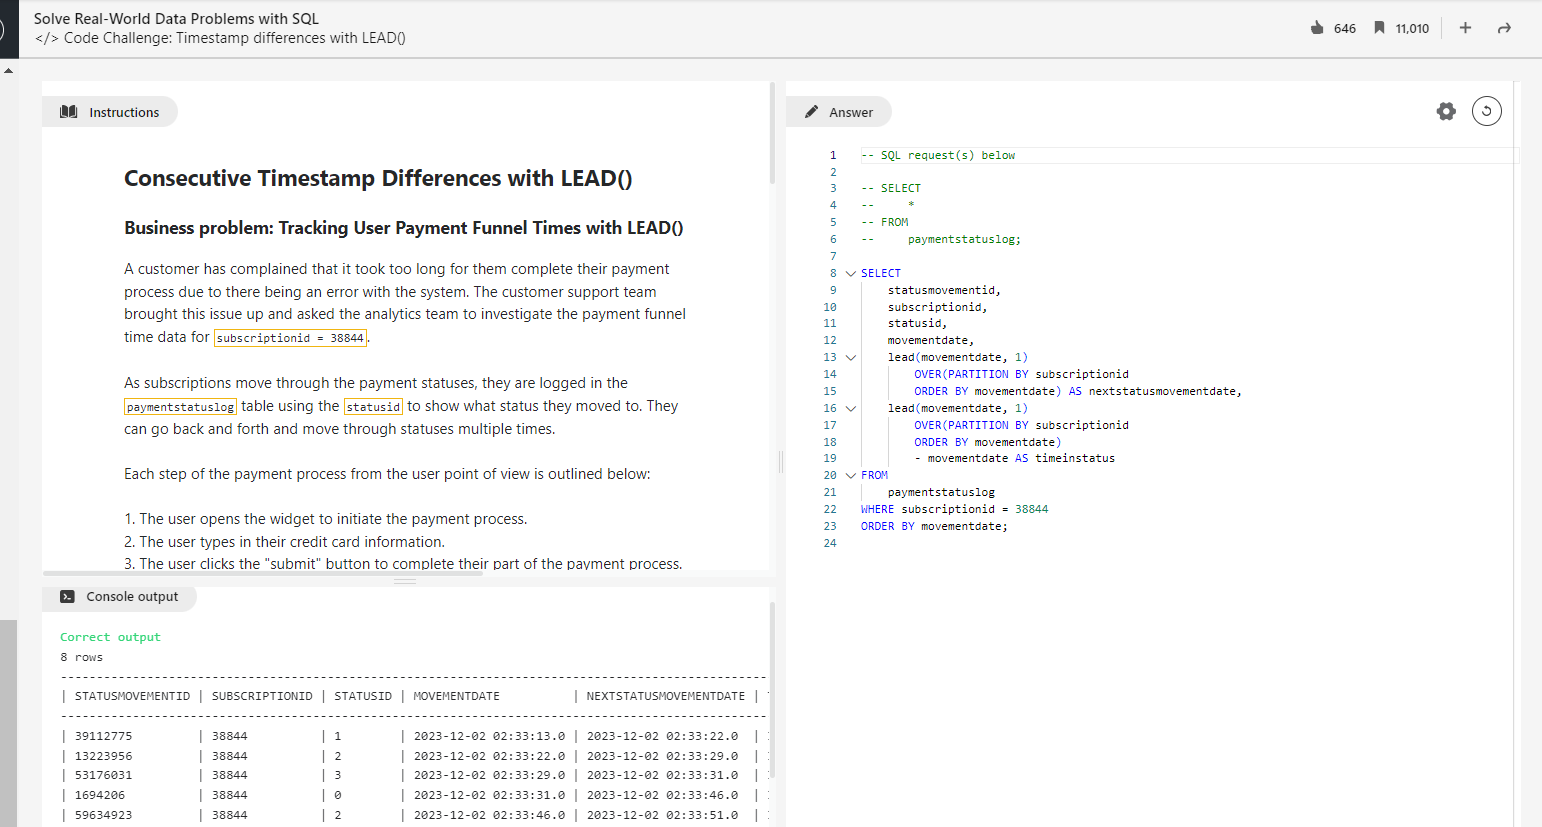 Solve Real-World Data Problems with SQL
</> Code Challenge: Timestamp differences with LEAD()
646
11,010
Instructions
Consecutive Timestamp Differences with LEAD()
Business problem: Tracking User Payment Funnel Times with LEAD()
A customer has complained that it took too long for them complete their payment
process due to there being an error with the system. The customer support team
brought this issue up and asked the analytics team to investigate the payment funnel
time data for subscriptionid = 38844.
As subscriptions move through the payment statuses, they are logged in the
paymentstatuslog table using the statusid to show what status they moved to. They
can go back and forth and move through statuses multiple times.
Each step of the payment process from the user point of view is outlined below:
1. The user opens the widget to initiate the payment process.
2. The user types in their credit card information.
3. The user clicks the "submit" button to complete their part of the payment process.
Console output
Correct output
8 rows
-----------------------------------------------------------------------------------------------
| STATUSMOVEMENTID | SUBSCRIPTIONID | STATUSID | MOVEMENTDATE | NEXTSTATUSMOVEMENTDATE |
-----------------------------------------------------------------------------------------------
| 39112775 | 38844 | 1 | 2023-12-02 02:33:13.0 | 2023-12-02 02:33:22.0 |
| 13223956 | 38844 | 2 | 2023-12-02 02:33:22.0 | 2023-12-02 02:33:29.0 |
| 53176031 | 38844 | 3 | 2023-12-02 02:33:29.0 | 2023-12-02 02:33:31.0 |
| 1694206 | 38844 | 0 | 2023-12-02 02:33:31.0 | 2023-12-02 02:33:46.0 |
| 59634923 | 38844 | 2 | 2023-12-02 02:33:46.0 | 2023-12-02 02:33:51.0 |
Answer
1 -- SQL request(s) below
2
3 -- SELECT
4 -- *
5 -- FROM
6 -- paymentstatuslog;
7
8 SELECT
9 statusmovementid,
10 subscriptionid,
11 statusid,
12 movementdate,
13 lead(movementdate, 1)
14 OVER(PARTITION BY subscriptionid
15 ORDER BY movementdate) AS nextstatusmovementdate,
16 lead(movementdate, 1)
17 OVER(PARTITION BY subscriptionid
18 ORDER BY movementdate)
19 - movementdate AS timeinstatus
20 FROM
21 paymentstatuslog
22 WHERE subscriptionid = 38844
23 ORDER BY movementdate;
24